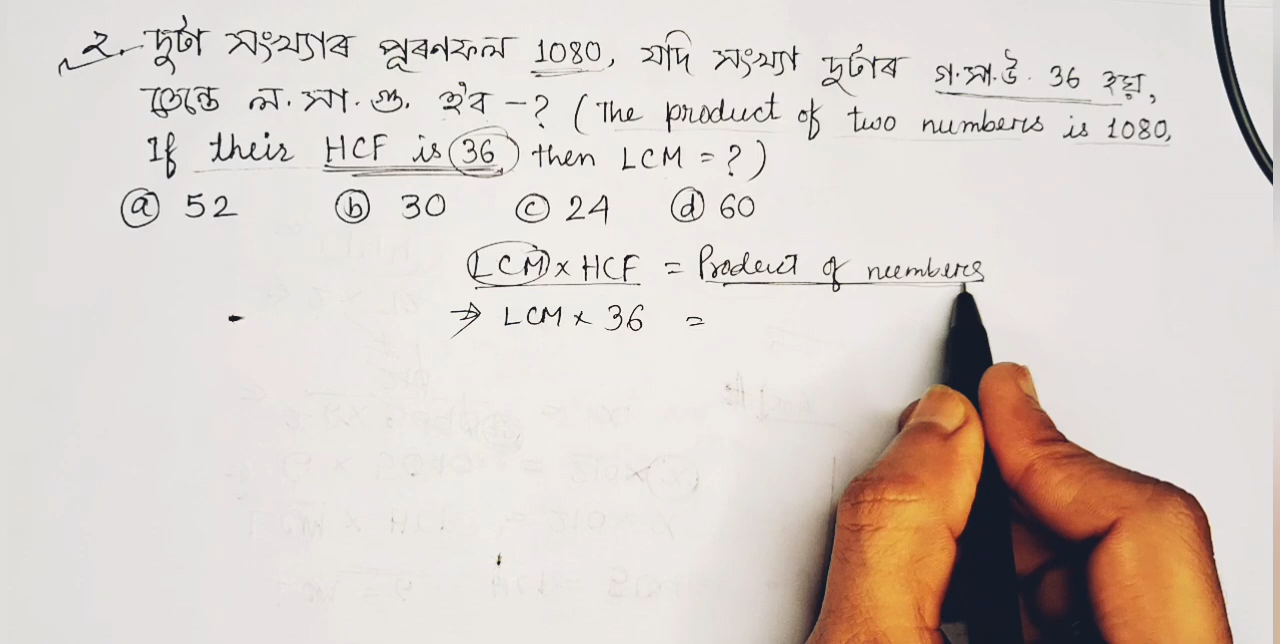 ২. দুটা সংখ্যাৰ পূৰণফল 1080, যদি সংখ্যা দুটাৰ গ.সা.উ. 36 হয়,
তেন্তে ল.সা.গু. হ'ব -? (The product of two numbers is 1080,
If their HCF is 36, then LCM = ?)
ⓐ 52 ⓑ 30 ⓒ 24 ⓓ 60
LCM × HCF = Product of numbers
⇒ LCM × 36 =